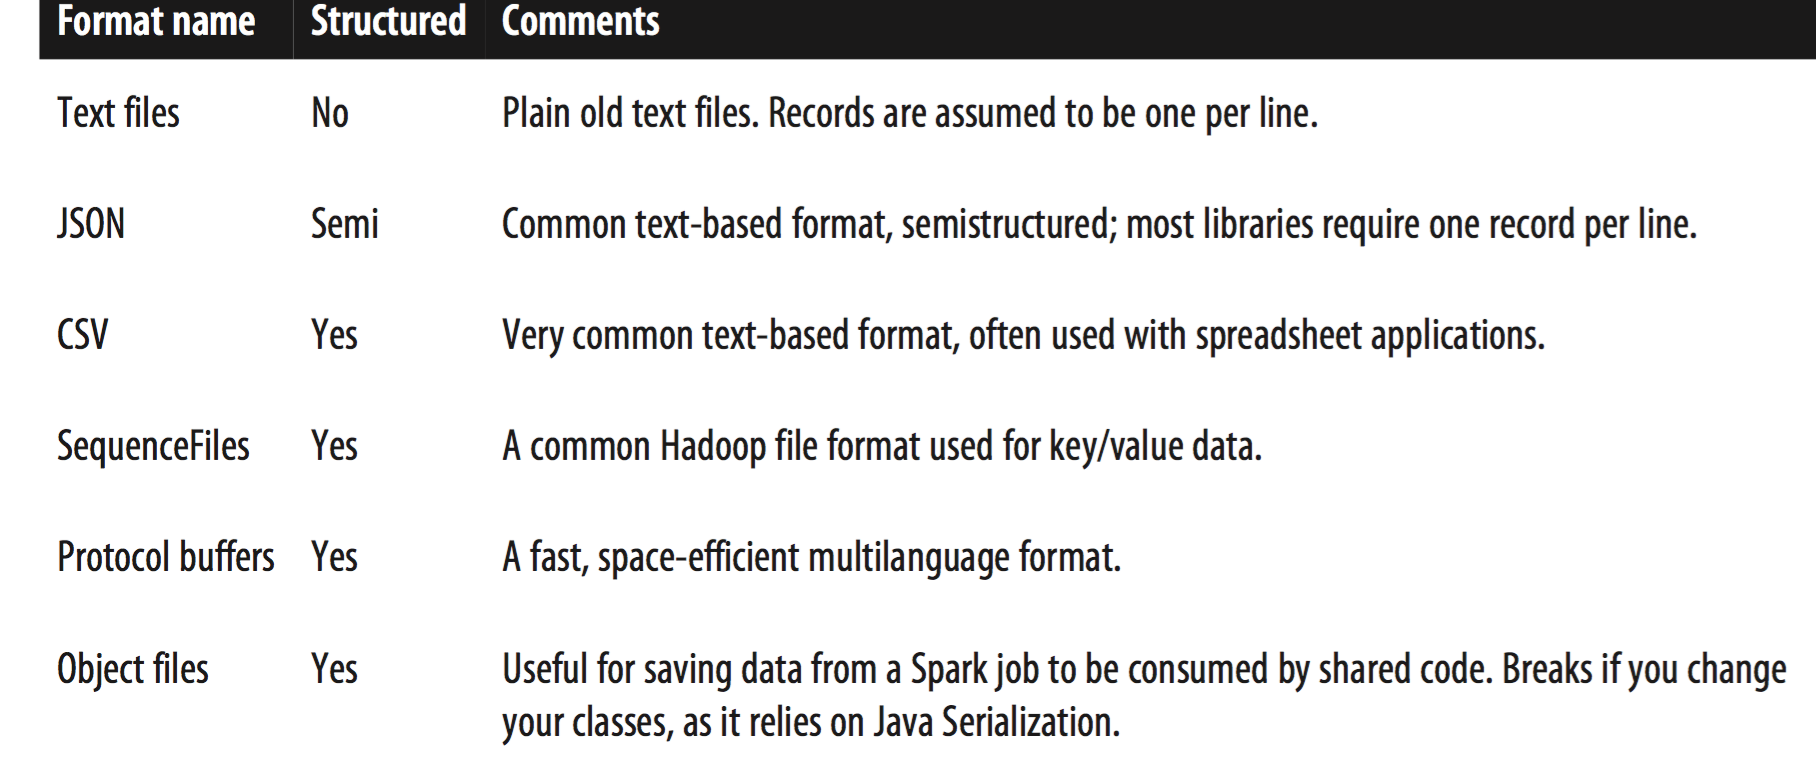 Format name Structured Comments
Text files No Plain old text files. Records are assumed to be one per line.
JSON Semi Common text-based format, semistructured; most libraries require one record per line.
CSV Yes Very common text-based format, often used with spreadsheet applications.
SequenceFiles Yes A common Hadoop file format used for key/value data.
Protocol buffers Yes A fast, space-efficient multilanguage format.
Object files Yes Useful for saving data from a Spark job to be consumed by shared code. Breaks if you change
your classes, as it relies on Java Serialization.